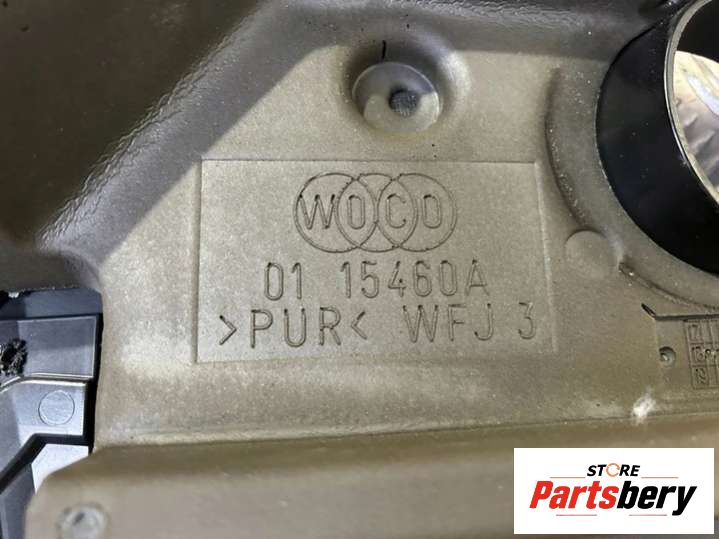 WOCO
01 15460A
>PUR< WFJ 3
STORE
Partsbery